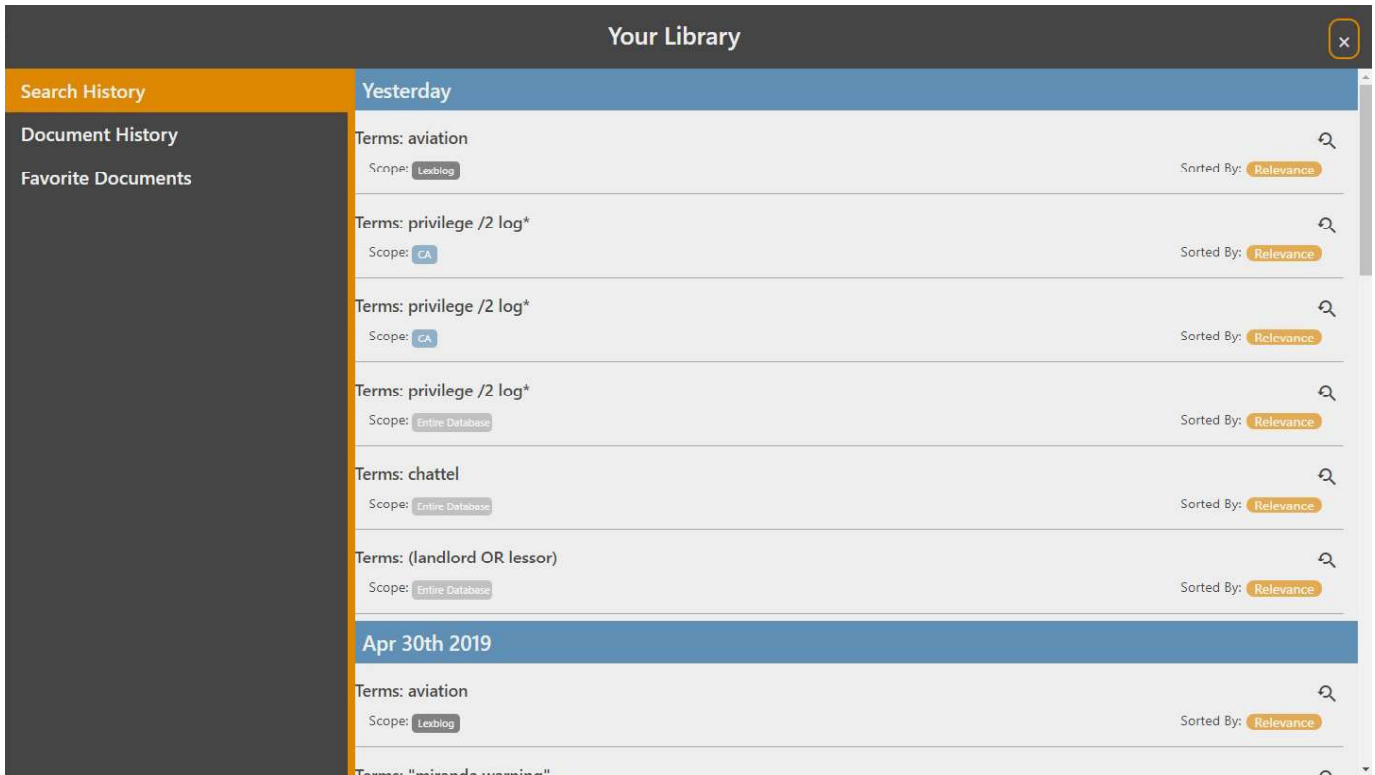 Your Library
×
Search History
Document History
Favorite Documents
Yesterday
Terms: aviation
Scope: Lexblog Sorted By: Relevance
Terms: privilege /2 log*
Scope: CA Sorted By: Relevance
Terms: privilege /2 log*
Scope: CA Sorted By: Relevance
Terms: privilege /2 log*
Scope: Entire Database Sorted By: Relevance
Terms: chattel
Scope: Entire Database Sorted By: Relevance
Terms: (landlord OR lessor)
Scope: Entire Database Sorted By: Relevance
Apr 30th 2019
Terms: aviation
Scope: Lexblog Sorted By: Relevance
Terms: "miranda warning"